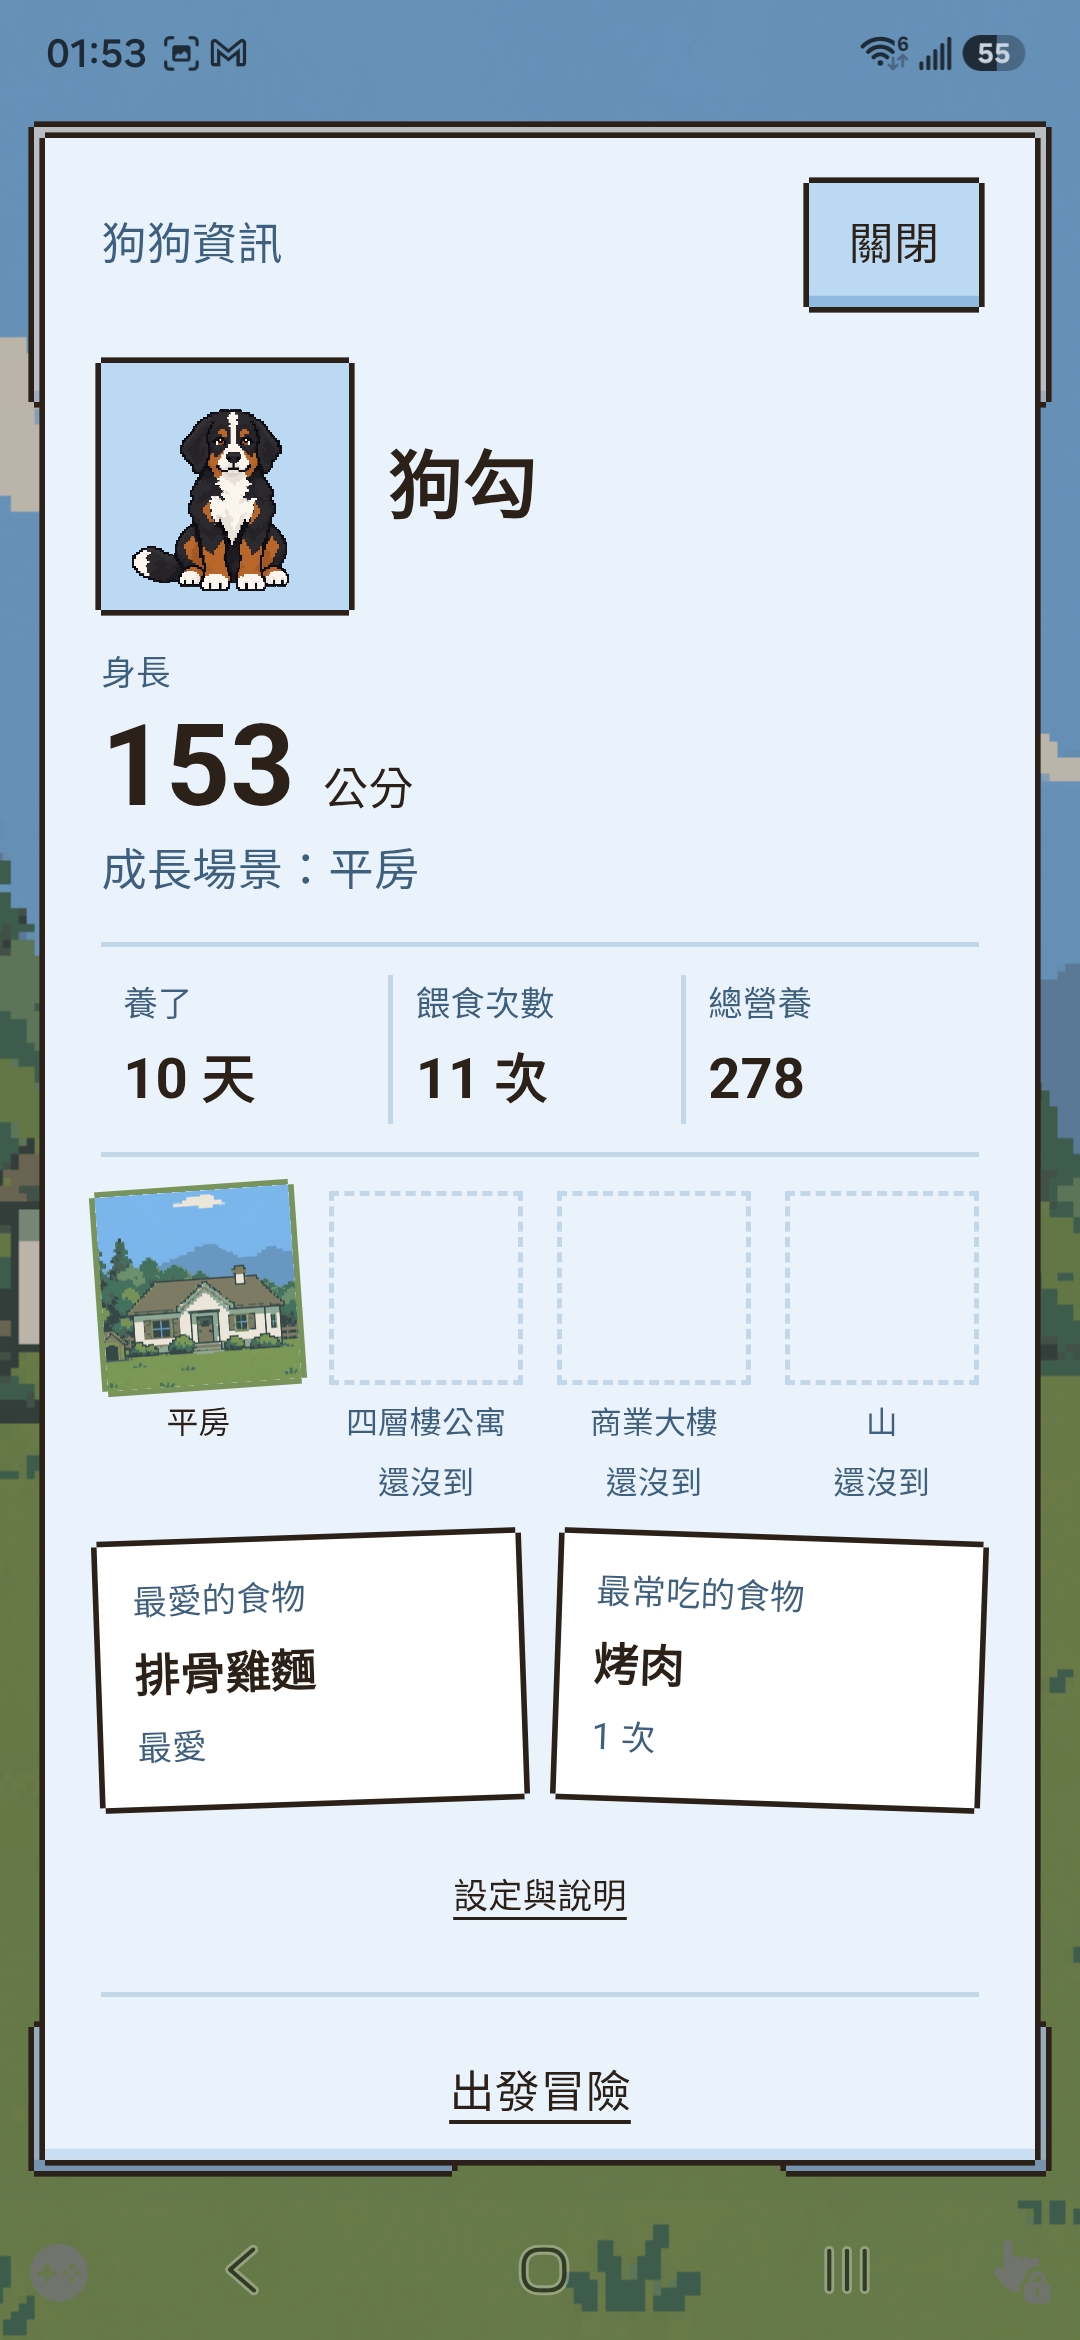 01:53
6
55
狗狗資訊
關閉
狗勾
身長
153 公分
成長場景：平房
養了
餵食次數
總營養
10 天
11 次
278
平房
四層樓公寓
商業大樓
山
還沒到
還沒到
還沒到
最愛的食物
排骨雞麵
最愛
最常吃的食物
烤肉
1 次
設定與說明
出發冒險